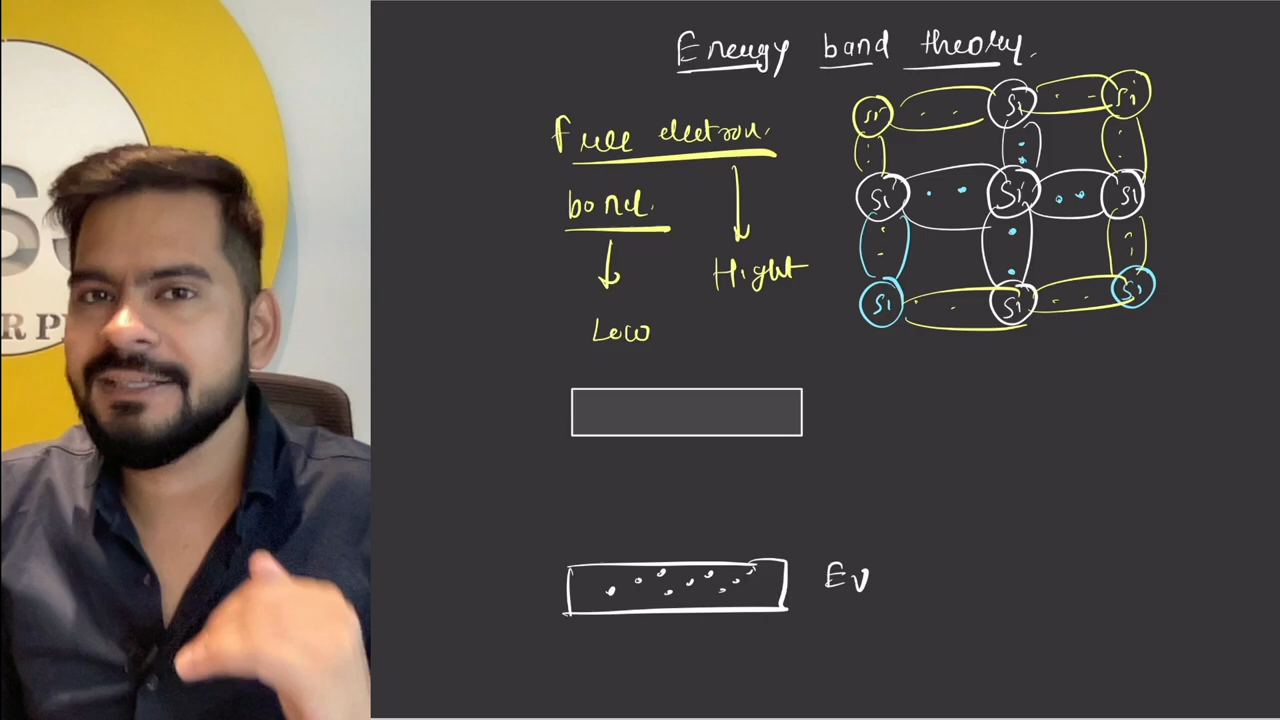 Energy band theory.
free electron.
bond.
Hight
Low
Si Si Si
Si Si Si
Si Si Si
Ev
R P